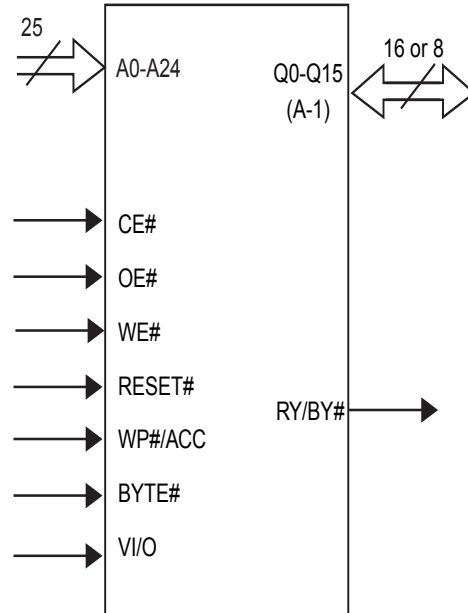 25
A0-A24
16 or 8
Q0-Q15
(A-1)
CE#
OE#
WE#
RESET#
RY/BY#
WP#/ACC
BYTE#
VI/O